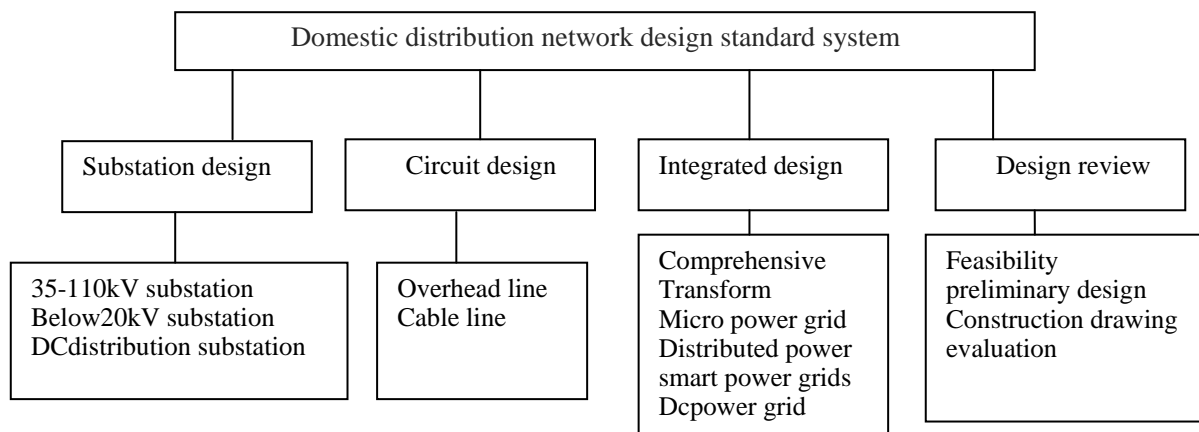 Domestic distribution network design standard system
Substation design
Circuit design
Integrated design
Design review
35-110kV substation
Below20kV substation
DCdistribution substation
Overhead line
Cable line
Comprehensive
Transform
Micro power grid
Distributed power
smart power grids
Dcpower grid
Feasibility
preliminary design
Construction drawing
evaluation